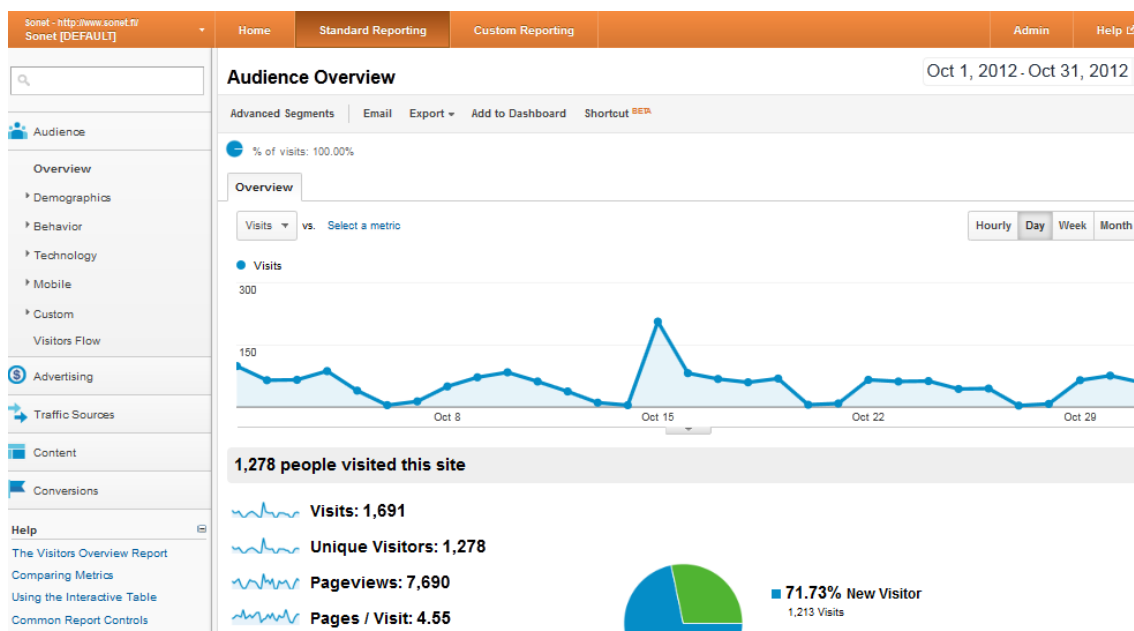 Sonet - http://www.sonet.fi/
Sonet [DEFAULT]
Home
Standard Reporting
Custom Reporting
Admin
Help
Audience
Overview
Demographics
Behavior
Technology
Mobile
Custom
Visitors Flow
Advertising
Traffic Sources
Content
Conversions
Help
The Visitors Overview Report
Comparing Metrics
Using the Interactive Table
Common Report Controls
Audience Overview
Oct 1, 2012 - Oct 31, 2012
Advanced Segments Email Export Add to Dashboard Shortcut BETA
% of visits: 100.00%
Overview
Visits vs. Select a metric
Hourly Day Week Month
Visits
300
150
Oct 8 Oct 15 Oct 22 Oct 29
1,278 people visited this site
Visits: 1,691
Unique Visitors: 1,278
Pageviews: 7,690
Pages / Visit: 4.55
71.73% New Visitor
1,213 Visits